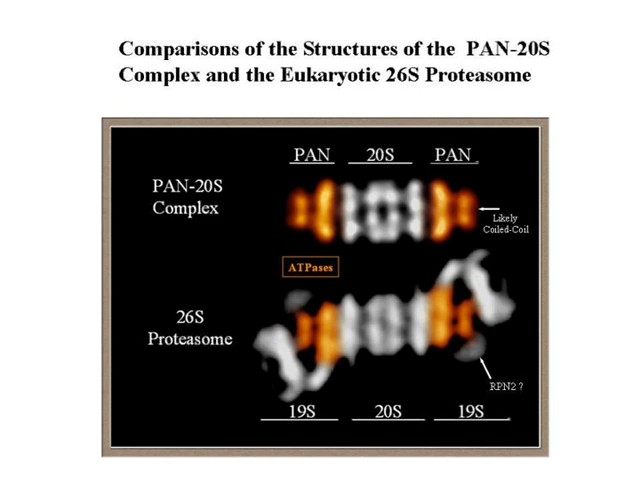 Comparisons of the Structures of the PAN-20S
Complex and the Eukaryotic 26S Proteasome
PAN 20S PAN
PAN-20S
Complex
Likely
Coiled-Coil
ATPases
26S
Proteasome
RPN2 ?
19S 20S 19S